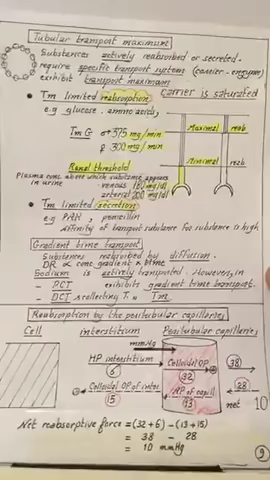 Tubular transport maximum
Substances actively reabsorbed or secreted.
require specific transport systems (carrier-enzyme)
exhibit transport maximum
• Tm limited reabsorption carrier is saturated
e.g glucose, amino acids,
TmG ♂ 375 mg/min
♀ 300 mg/min
Maximal reab
Renal threshold
Minimal reab.
Plasma conc. above which substance appears
in urine
venous 180 mg/dl
arterial 200 mg/dl
• Tm limited secretion
e.g PAH, penicillin
affinity of transport substance for substance is high
Gradient time transport
Substances reabsorbed by diffusion.
DR ∝ conc gradient × time
Sodium is actively transported. However, in
- PCT exhibits gradient time transport.
- DCT & collecting T. → Tm
Reabsorption by the peritubular capillaries
Cell interstitium Peritubular capillaries
mmHg
HP interstitium
6
Colloidal OP
32
38
Colloidal OP of inter
15
HP of capill
13
28
net 10
Net reabsorptive force = (32+6) - (13+15)
= 38 - 28
= 10 mmHg
9